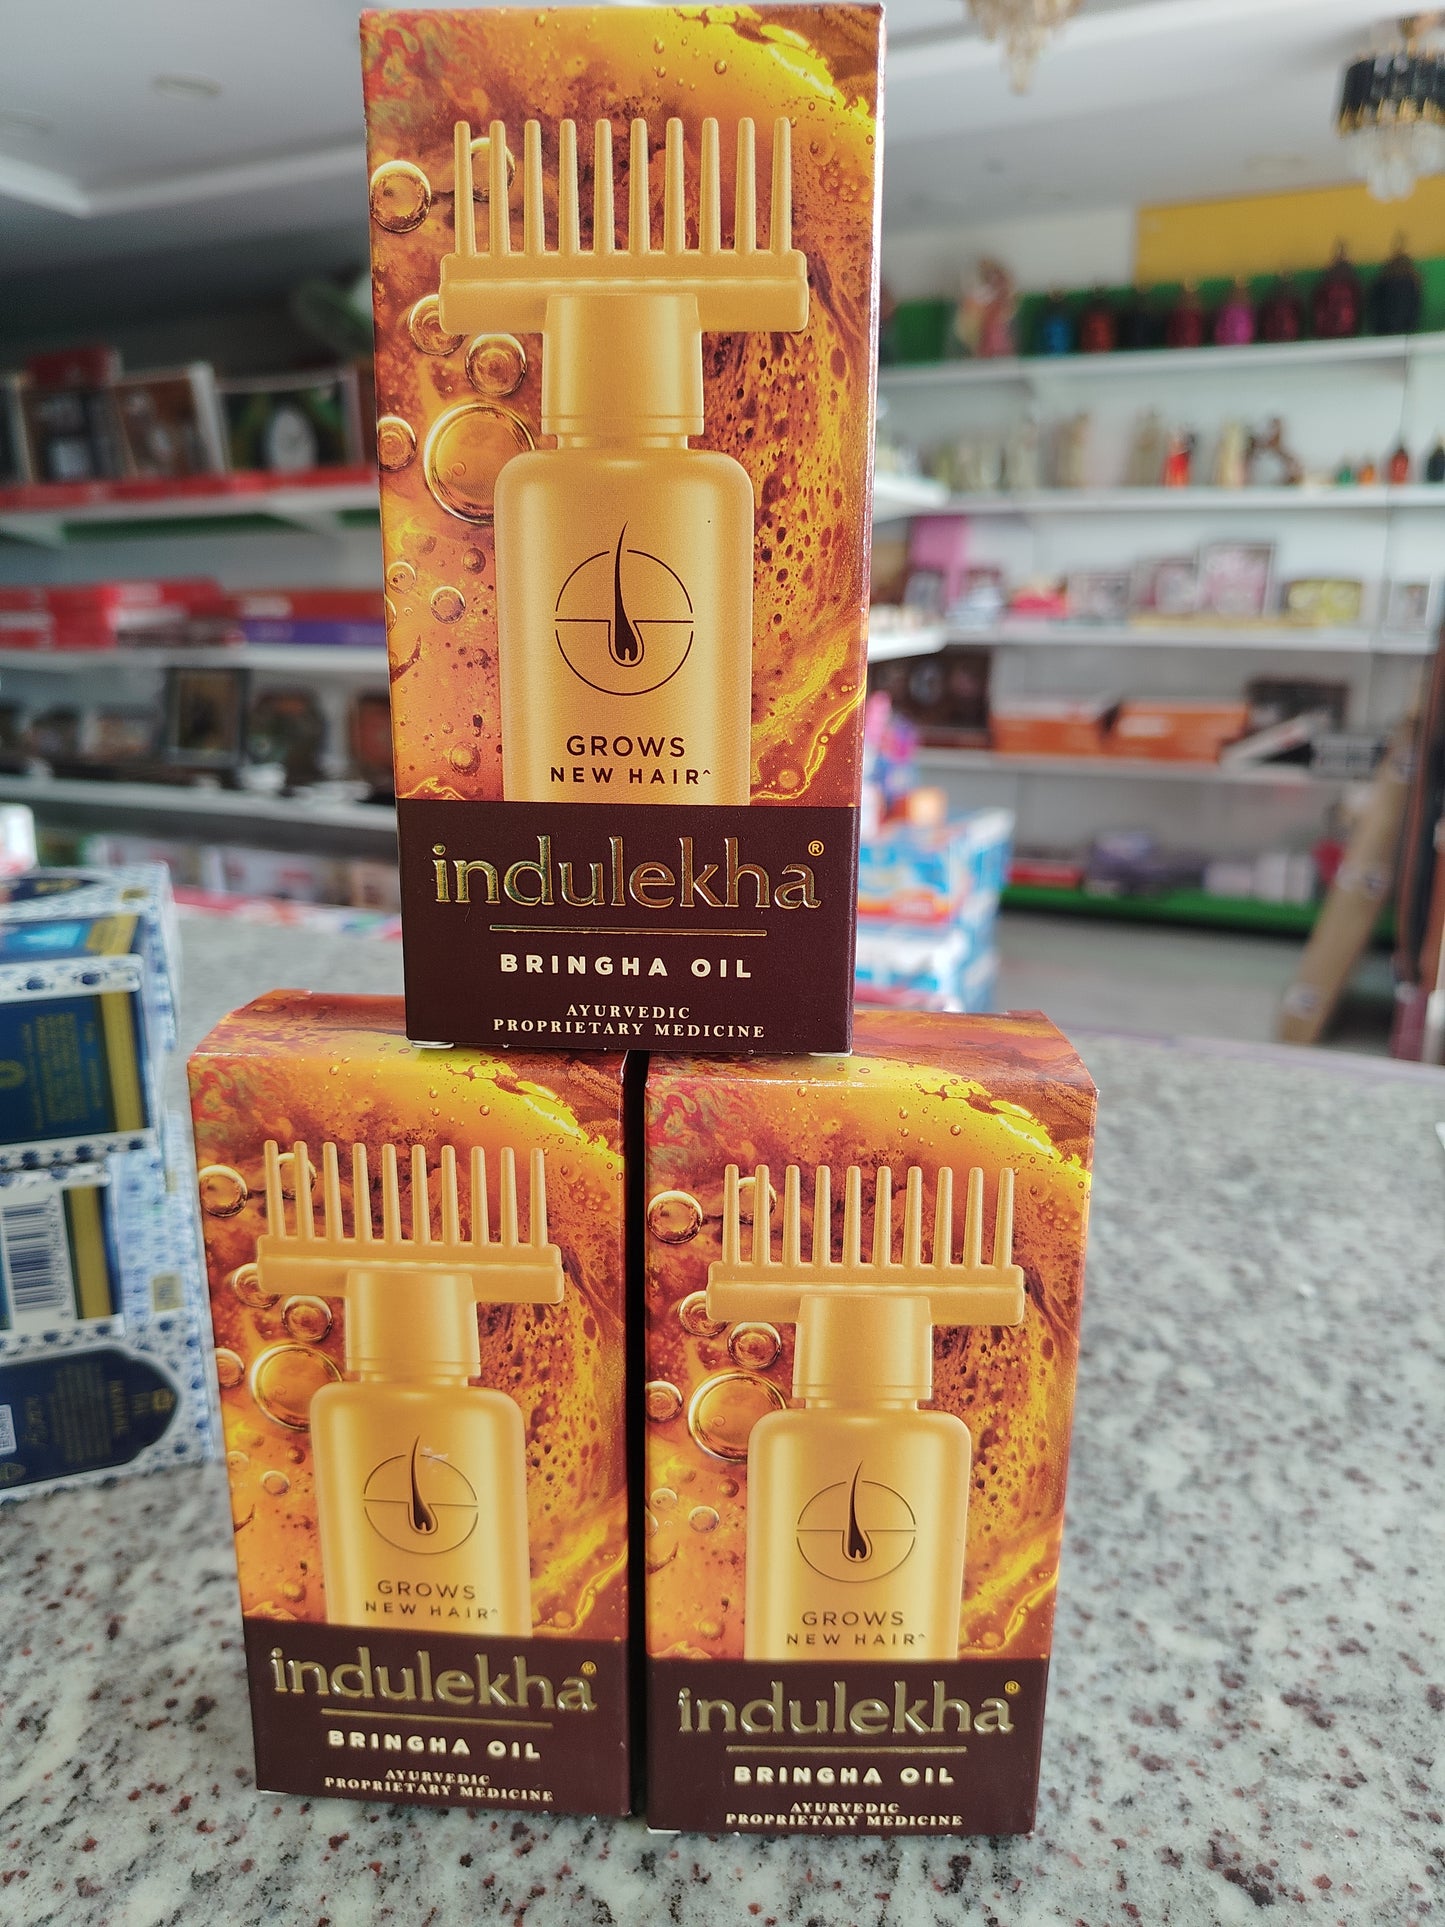 GROWS
NEW HAIR^
indulekha®
BRINGHA OIL
AYURVEDIC
PROPRIETARY MEDICINE
GROWS
NEW HAIR^
indulekha®
BRINGHA OIL
AYURVEDIC
PROPRIETARY MEDICINE
GROWS
NEW HAIR^
indulekha®
BRINGHA OIL
AYURVEDIC
PROPRIETARY MEDICINE